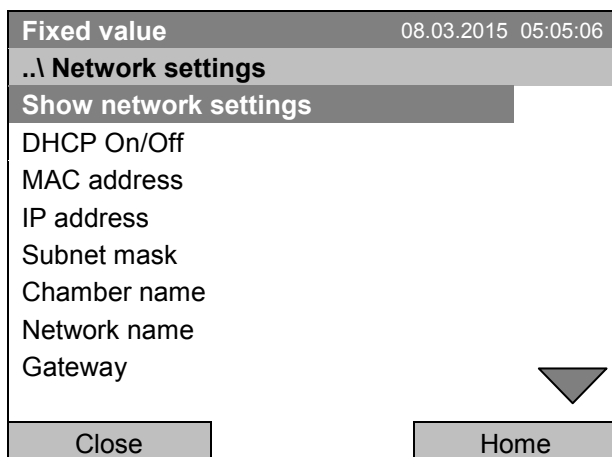 Fixed value 08.03.2015 05:05:06
..\ Network settings
Show network settings
DHCP On/Off
MAC address
IP address
Subnet mask
Chamber name
Network name
Gateway
Close Home